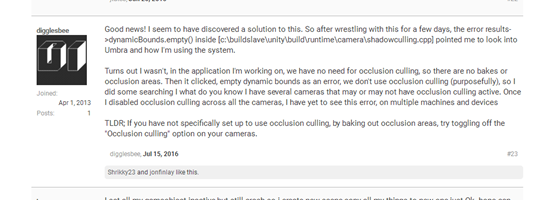 digglesbee
Joined:
Apr 1, 2013
Posts:
1
Good news! I seem to have discovered a solution to this. So after wrestling with this for a few days, the error results-
>dynamicBounds.empty() inside [c:\buildslave\unity\build\runtime\camera\shadowculling.cpp] pointed me to look into
Umbra and how I'm using the system.
Turns out I wasn't, in the application I'm working on, we have no need for occlusion culling, so there are no bakes or
occlusion areas. Then it clicked, empty dynamic bounds as an error, we don't use occlusion culling (purposefully), so I
did some searching I what do you know I have several cameras that may or may not have occlusion culling active. Once
I disabled occlusion culling across all the cameras, I have yet to see this error, on multiple machines and devices
TLDR; If you have not specifically set up to use occlusion culling, by baking out occlusion areas, try toggling off the
"Occlusion culling" option on your cameras.
digglesbee, Jul 15, 2016
#23
Shrikky23 and jonfinlay like this.